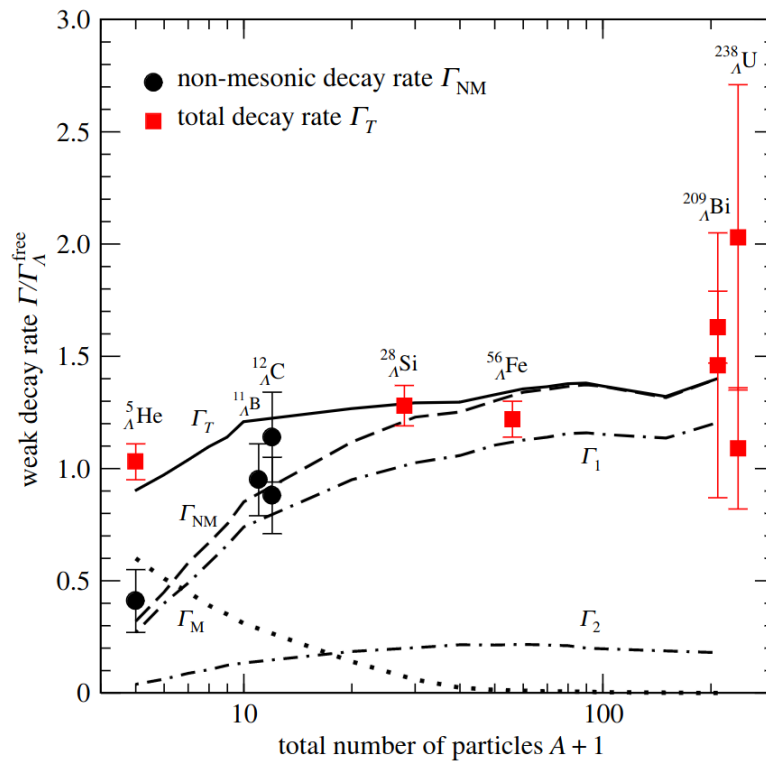 3.0
2.5
2.0
1.5
1.0
0.5
0
weak decay rate Γ/Γ_Λ^free
non-mesonic decay rate Γ_NM
total decay rate Γ_T
²³⁸_ΛU
²⁰⁹_ΛBi
⁵⁶_ΛFe
²⁸_ΛSi
¹²_ΛC
¹¹_ΛB
⁵_ΛHe
Γ_T
Γ_1
Γ_NM
Γ_M
Γ_2
10
100
total number of particles A + 1